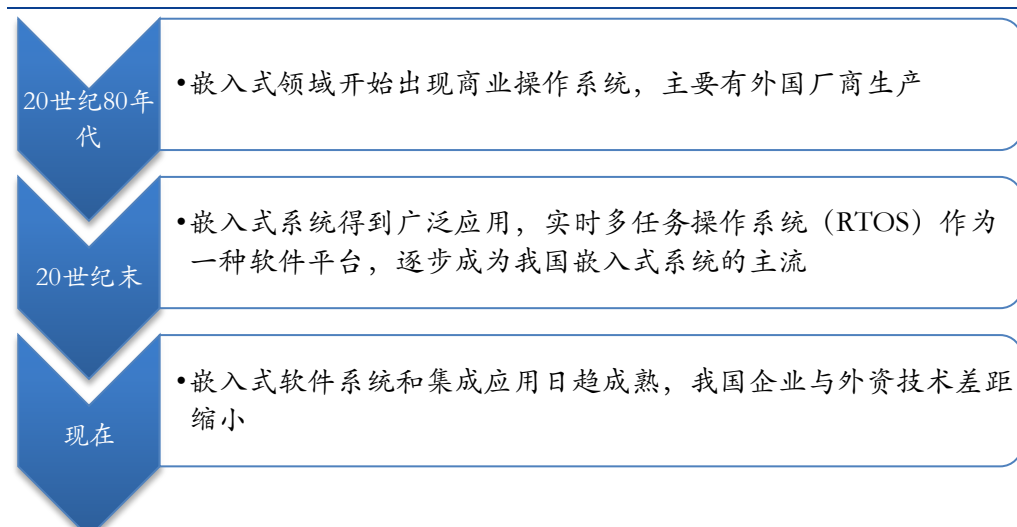 20世纪80年
代
•嵌入式领域开始出现商业操作系统，主要有外国厂商生产
20世纪末
•嵌入式系统得到广泛应用，实时多任务操作系统（RTOS）作为
一种软件平台，逐步成为我国嵌入式系统的主流
现在
•嵌入式软件系统和集成应用日趋成熟，我国企业与外资技术差距
缩小